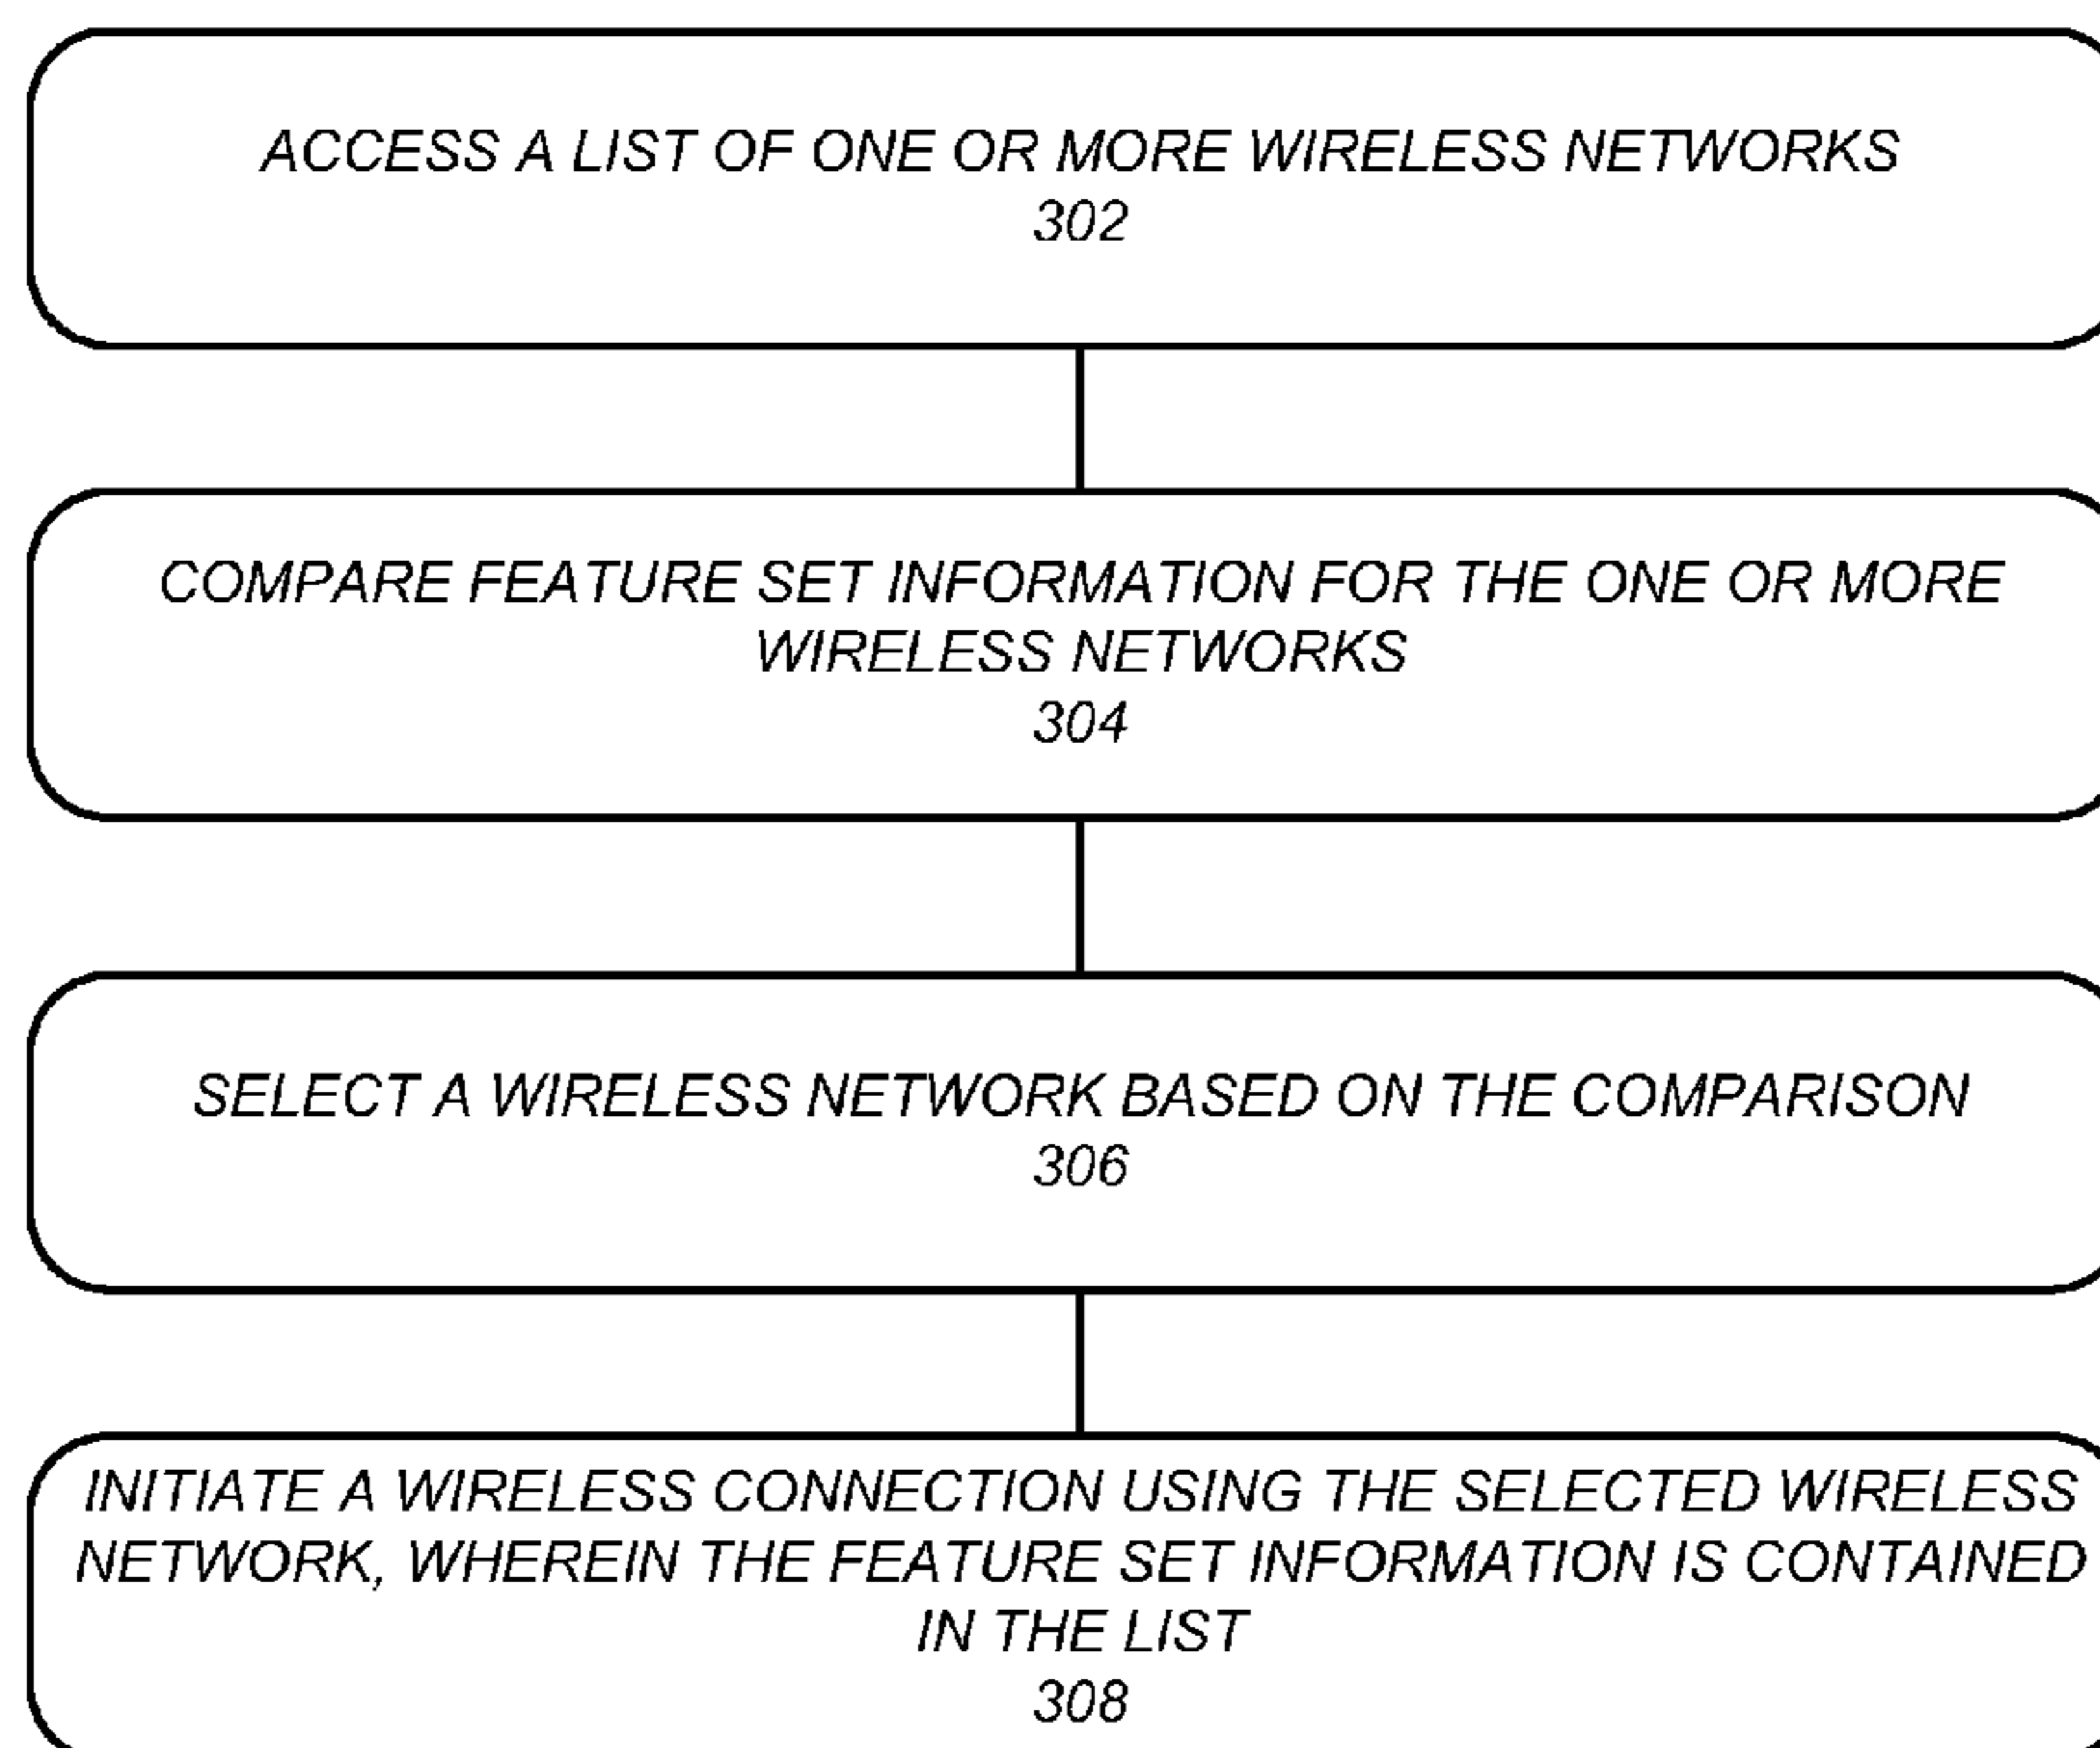 ACCESS A LIST OF ONE OR MORE WIRELESS NETWORKS
302
COMPARE FEATURE SET INFORMATION FOR THE ONE OR MORE
WIRELESS NETWORKS
304
SELECT A WIRELESS NETWORK BASED ON THE COMPARISON
306
INITIATE A WIRELESS CONNECTION USING THE SELECTED WIRELESS
NETWORK, WHEREIN THE FEATURE SET INFORMATION IS CONTAINED
IN THE LIST
308